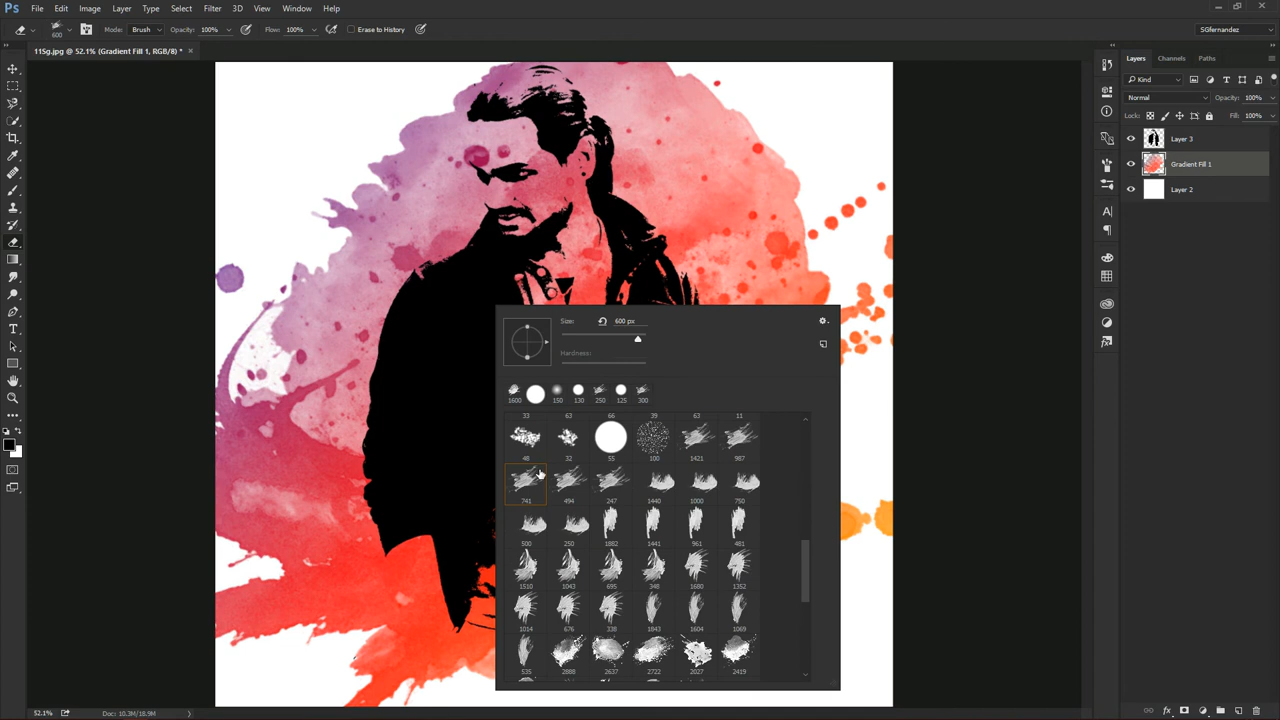 Ps File Edit Image Layer Type Select Filter 3D View Window Help
600 Mode: Brush Opacity: 100% Flow: 100% Erase to History SGfernandez
11Sg.jpg @ 52.1% (Gradient Fill 1, RGB/8) * ×
Layers Channels Paths
Kind
Normal Opacity: 100%
Lock: Fill: 100%
Layer 3
Gradient Fill 1
Layer 2
Size: 600 px
Hardness:
1600 150 130 250 125 300
33 63 66 39 63 11
48 32 55 100 1421 987
741 494 247 1440 1000 750
500 250 1882 1441 961 481
1510 1043 695 348 1680 1352
1014 676 338 1843 1604 1069
535 2888 2637 2722 2027 2419
52.1% Doc: 10.3M/18.9M